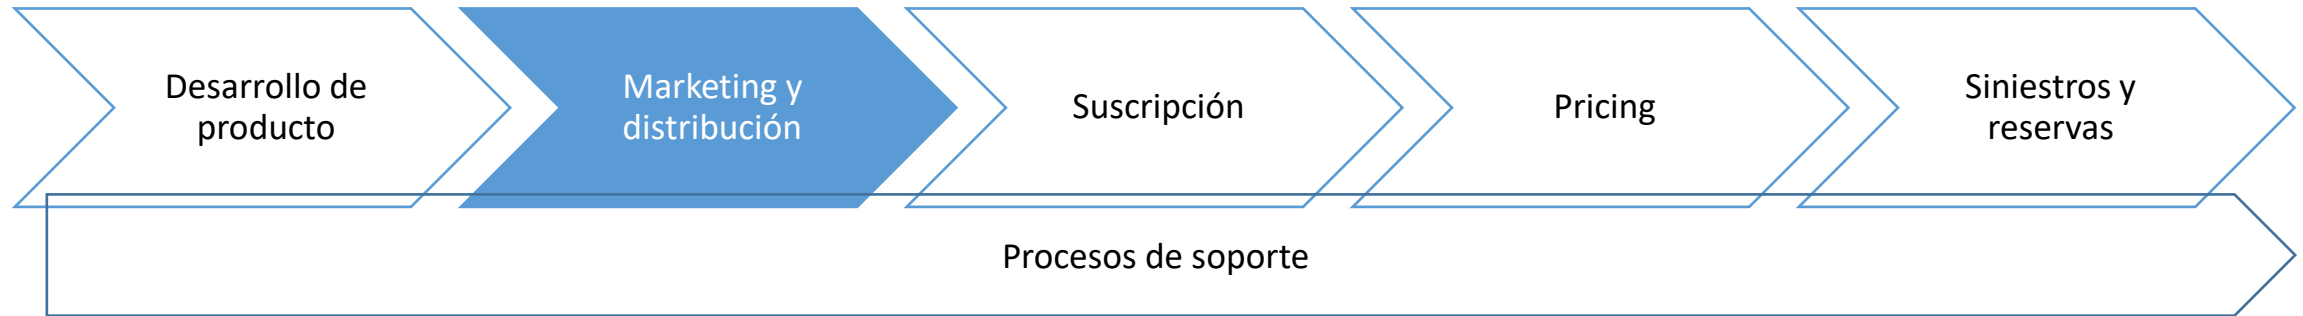 Desarrollo de
producto
Marketing y
distribución
Suscripción
Pricing
Siniestros y
reservas
Procesos de soporte